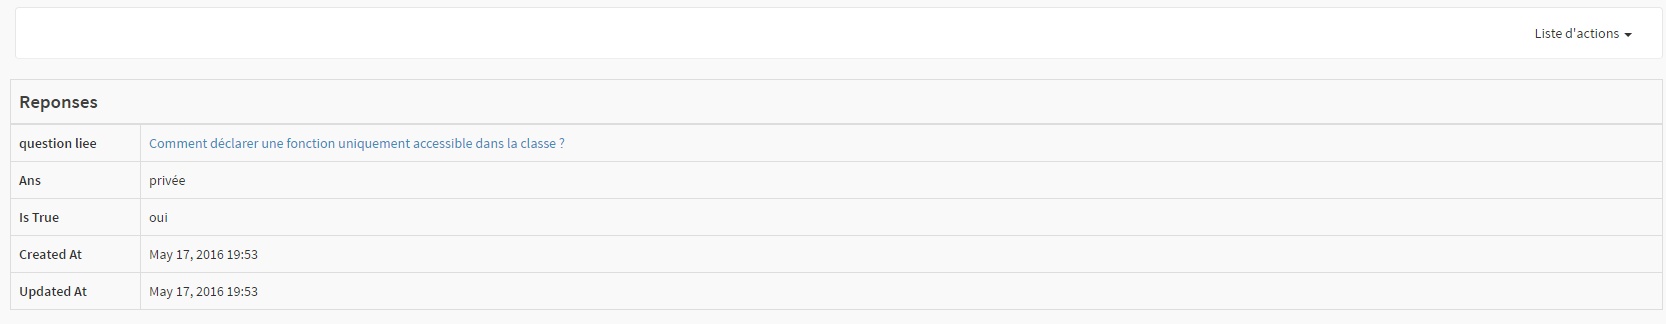 Liste d'actions
Reponses
question liee Comment déclarer une fonction uniquement accessible dans la classe ?
Ans privée
Is True oui
Created At May 17, 2016 19:53
Updated At May 17, 2016 19:53